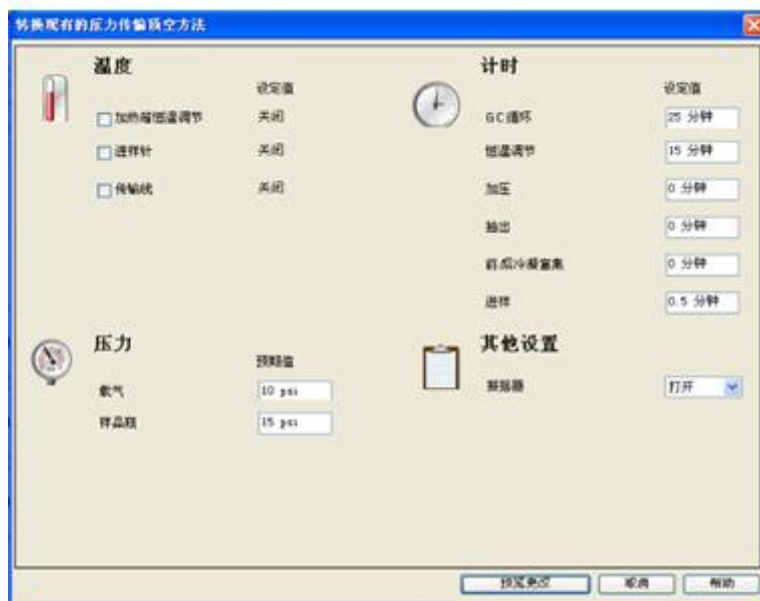 转换现有的压力传输顶空方法
温度
设定值
加热箱恒温调节 关闭
进样针 关闭
传输线 关闭
计时
设定值
GC循环 25 分钟
恒温调节 15 分钟
加压 0 分钟
抽出 0 分钟
前/后冷凝富集 0 分钟
进样 0.5 分钟
压力
预期值
载气 10 psi
样品瓶 15 psi
其他设置
振摇器 打开
预览更改 取消 帮助